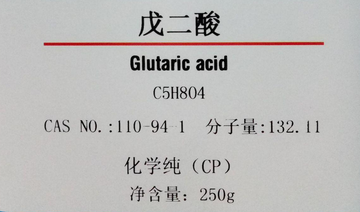 戊二酸
Glutaric acid
C5H8O4
CAS NO.:110-94-1 分子量:132.11
化学纯（CP）
净含量：250g